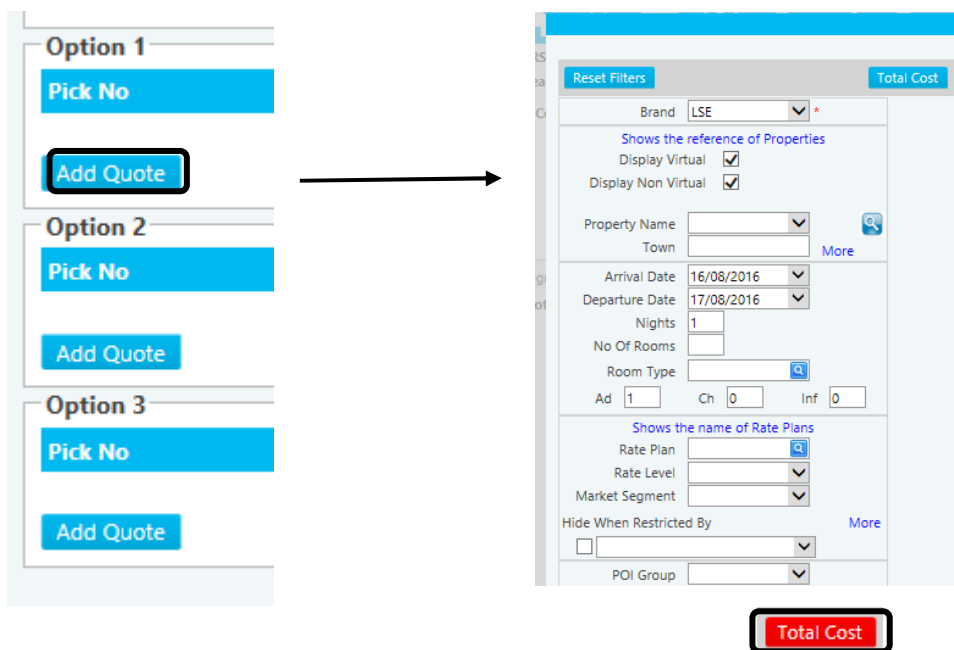 Option 1
Pick No
Add Quote
Option 2
Pick No
Add Quote
Option 3
Pick No
Add Quote
Reset Filters Total Cost
Brand LSE *
Shows the reference of Properties
Display Virtual
Display Non Virtual
Property Name
Town More
Arrival Date 16/08/2016
Departure Date 17/08/2016
Nights 1
No Of Rooms
Room Type
Ad 1 Ch 0 Inf 0
Shows the name of Rate Plans
Rate Plan
Rate Level
Market Segment
Hide When Restricted By More
POI Group
Total Cost